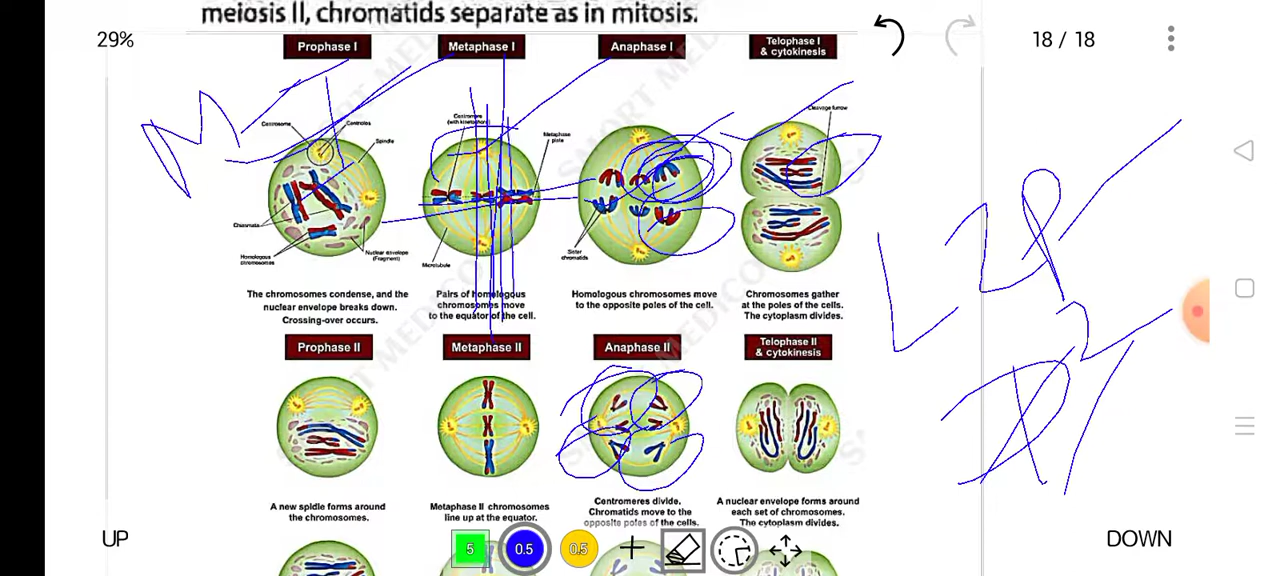 meiosis II, chromatids separate as in mitosis.
29%
18 / 18
Prophase I
Metaphase I
Anaphase I
Telophase I
& cytokinesis
Centrosome
Centrioles
Spindle
Chiasmata
Homologous
chromosomes
Nuclear envelope
(Fragment)
Centromere
(with kinetochore)
Metaphase
plate
Microtubule
Sister
chromatids
Cleavage furrow
The chromosomes condense, and the
nuclear envelope breaks down.
Crossing-over occurs.
Pairs of homologous
chromosomes move
to the equator of the cell.
Homologous chromosomes move
to the opposite poles of the cell.
Chromosomes gather
at the poles of the cells.
The cytoplasm divides.
Prophase II
Metaphase II
Anaphase II
Telophase II
& cytokinesis
A new spidle forms around
the chromosomes.
Metaphase II chromosomes
line up at the equator.
Centromeres divide.
Chromatids move to the
opposite poles of the cells.
A nuclear envelope forms around
each set of chromosomes.
The cytoplasm divides.
UP
5
0.5
0.5
DOWN